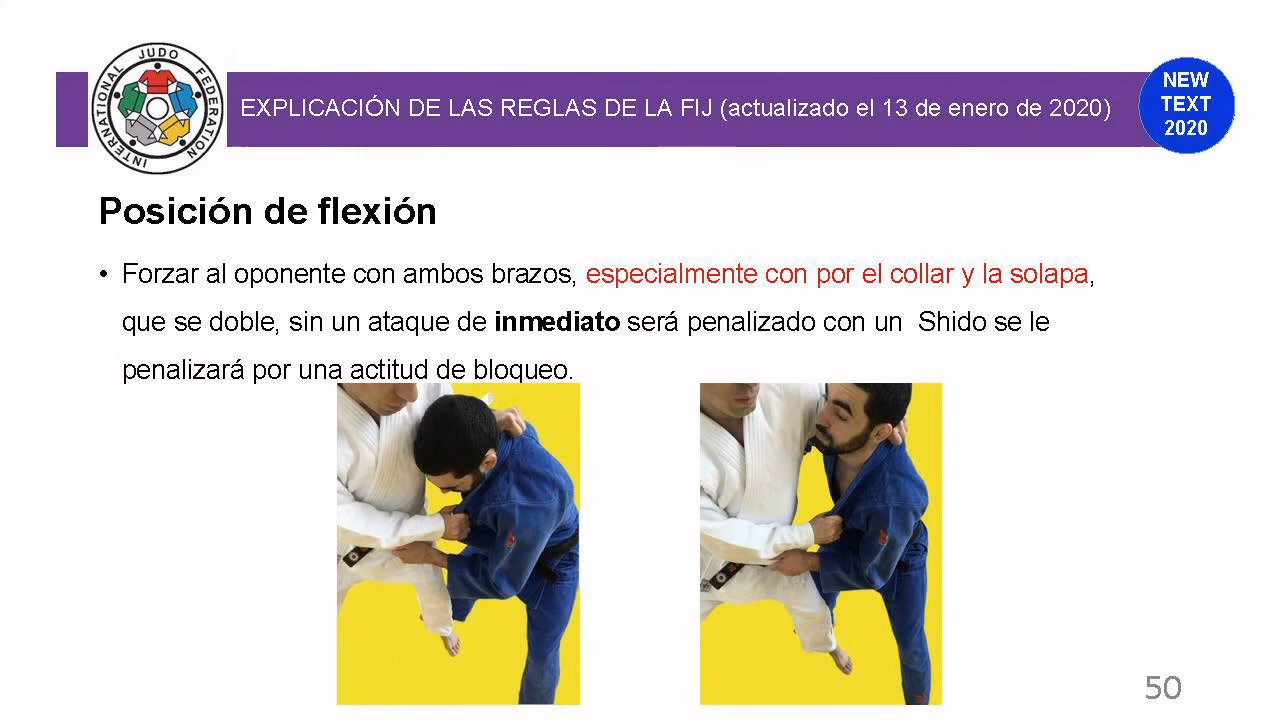 INTERNATIONAL JUDO FEDERATION
EXPLICACIÓN DE LAS REGLAS DE LA FIJ (actualizado el 13 de enero de 2020)
NEW
TEXT
2020
Posición de flexión
• Forzar al oponente con ambos brazos, especialmente con por el collar y la solapa,
que se doble, sin un ataque de inmediato será penalizado con un Shido se le
penalizará por una actitud de bloqueo.
50